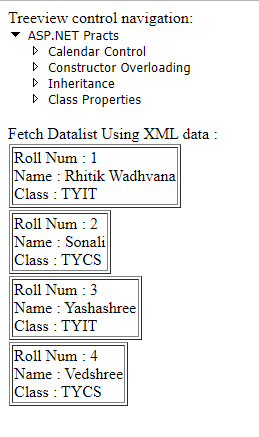 Treeview control navigation:
ASP.NET Practs
Calendar Control
Constructor Overloading
Inheritance
Class Properties
Fetch Datalist Using XML data :
Roll Num : 1
Name : Rhitik Wadhvana
Class : TYIT
Roll Num : 2
Name : Sonali
Class : TYCS
Roll Num : 3
Name : Yashashree
Class : TYIT
Roll Num : 4
Name : Vedshree
Class : TYCS